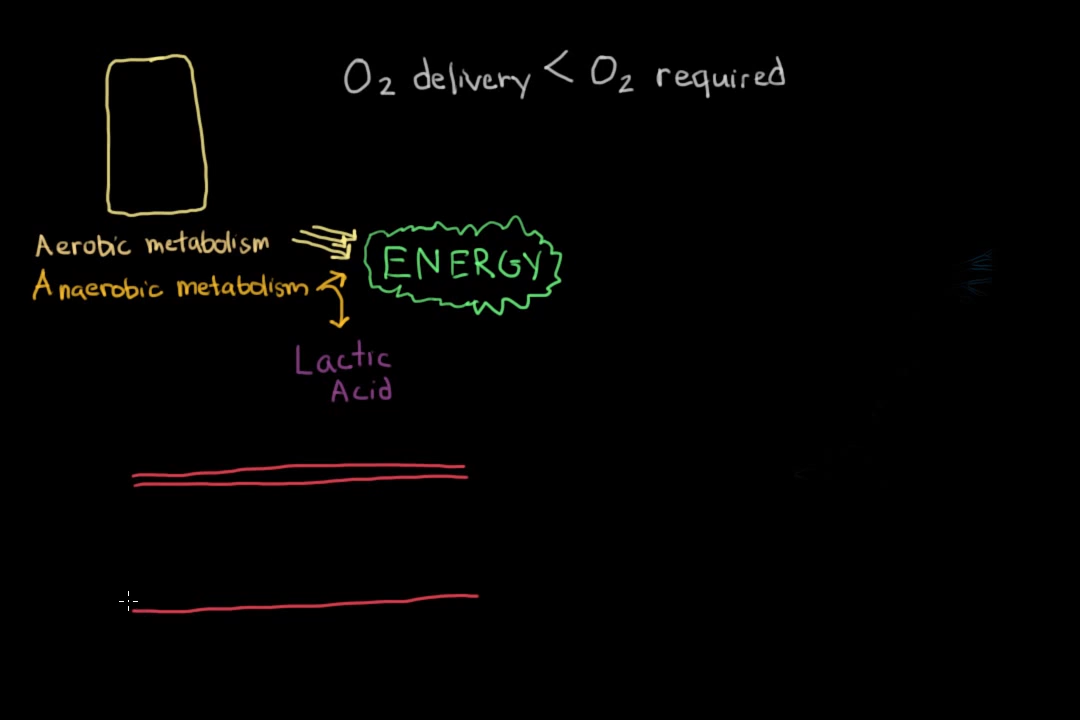 O2 delivery < O2 required
Aerobic metabolism
ENERGY
Anaerobic metabolism
Lactic
Acid